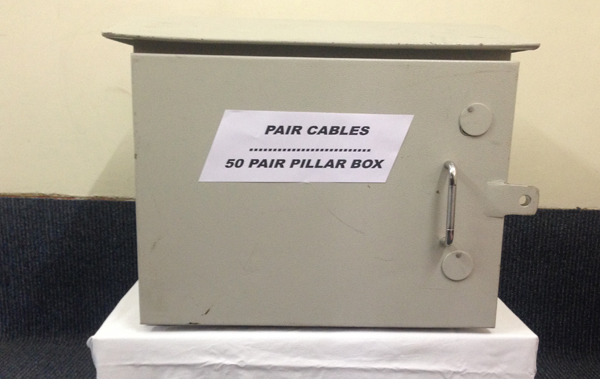 PAIR CABLES
............................
50 PAIR PILLAR BOX